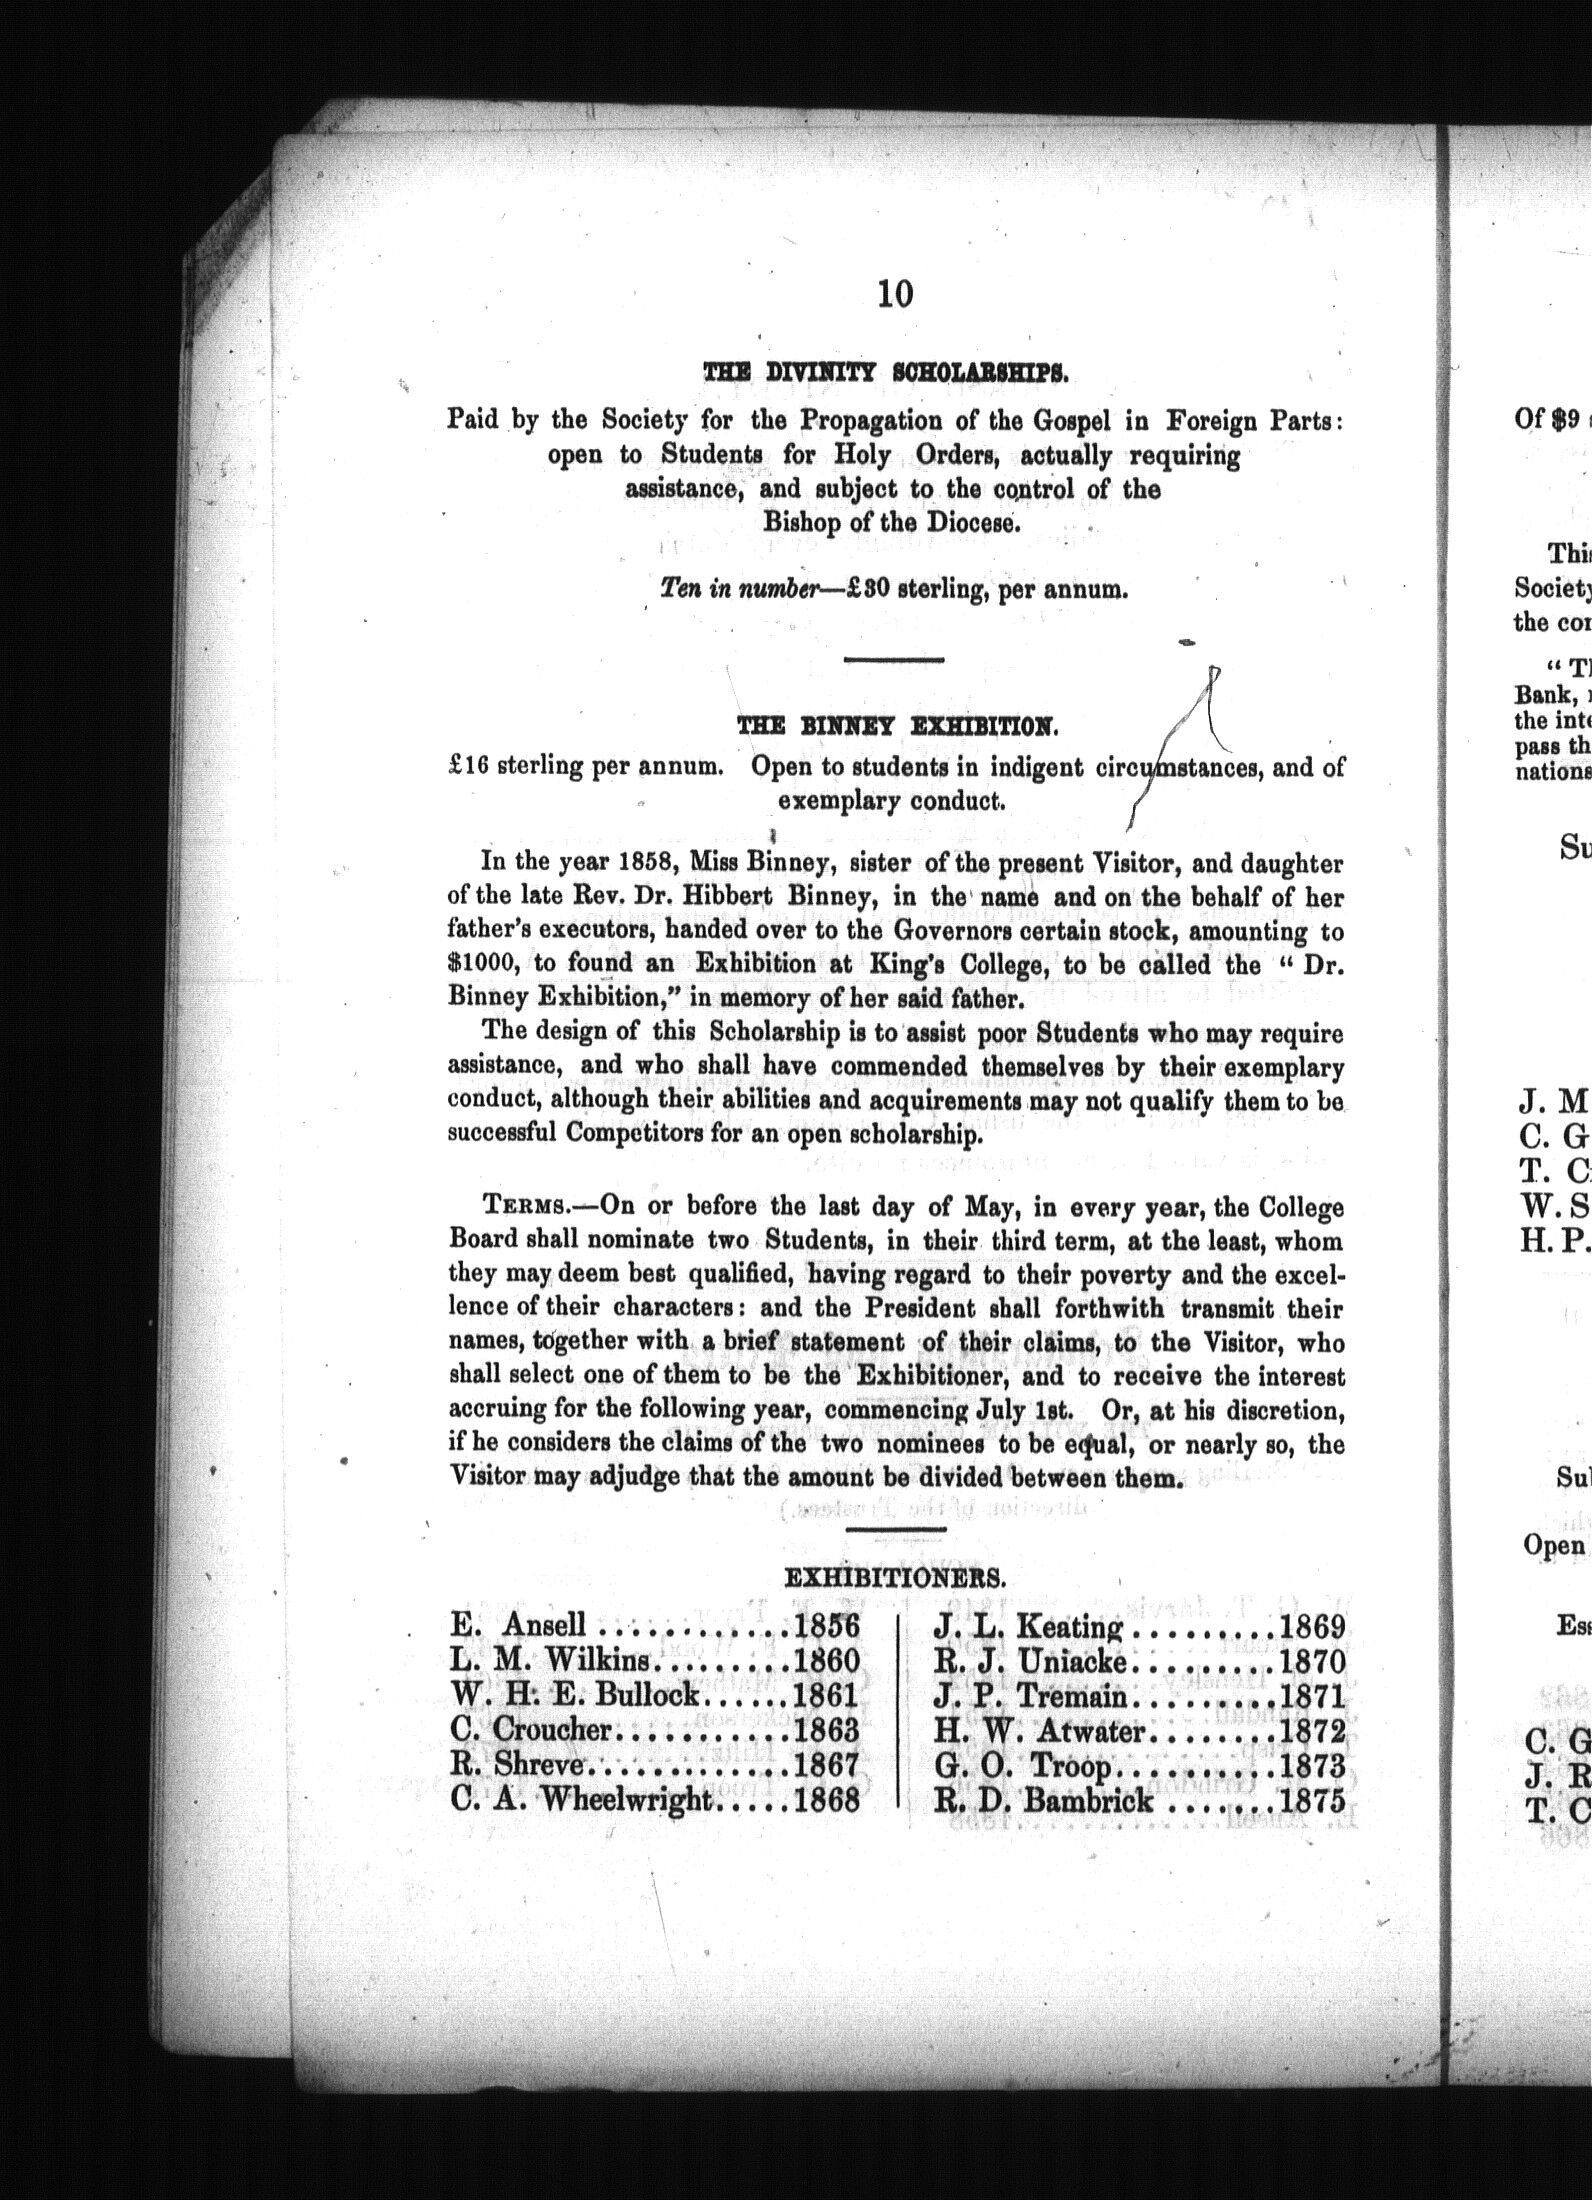 10
THE DIVINITY SCHOLARSHIPS.
Paid by the Society for the Propagation of the Gospel in Foreign Parts:
open to Students for Holy Orders, actually requiring
assistance, and subject to the control of the
Bishop of the Diocese.
Ten in number—£30 sterling, per annum.
THE BINNEY EXHIBITION.
£16 sterling per annum. Open to students in indigent circumstances, and of
exemplary conduct.
In the year 1858, Miss Binney, sister of the present Visitor, and daughter
of the late Rev. Dr. Hibbert Binney, in the name and on the behalf of her
father's executors, handed over to the Governors certain stock, amounting to
$1000, to found an Exhibition at King's College, to be called the “ Dr.
Binney Exhibition,” in memory of her said father.
The design of this Scholarship is to assist poor Students who may require
assistance, and who shall have commended themselves by their exemplary
conduct, although their abilities and acquirements may not qualify them to be
successful Competitors for an open scholarship.
TERMS.—On or before the last day of May, in every year, the College
Board shall nominate two Students, in their third term, at the least, whom
they may deem best qualified, having regard to their poverty and the excel-
lence of their characters: and the President shall forthwith transmit their
names, together with a brief statement of their claims, to the Visitor, who
shall select one of them to be the Exhibitioner, and to receive the interest
accruing for the following year, commencing July 1st. Or, at his discretion,
if he considers the claims of the two nominees to be equal, or nearly so, the
Visitor may adjudge that the amount be divided between them.
EXHIBITIONERS.
E. Ansell ............1856
L. M. Wilkins.........1860
W. H. E. Bullock......1861
C. Croucher...........1863
R. Shreve.............1867
C. A. Wheelwright.....1868
J. L. Keating.........1869
R. J. Uniacke.........1870
J. P. Tremain.........1871
H. W. Atwater........1872
G. O. Troop..........1873
R. D. Bambrick .......1875
Of $9
Society
the
Bank,
the
pass
J. M
C. G
T. C
W. S
H. P.
Open
C. G
J. R
T. C